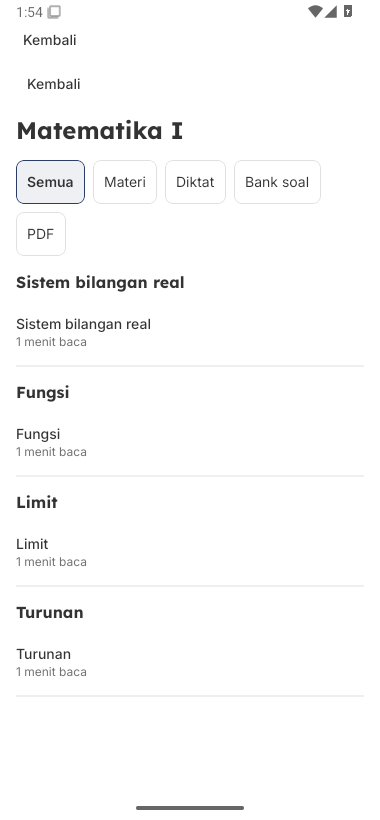 1:54
Kembali
Kembali
Matematika I
Semua
Materi
Diktat
Bank soal
PDF
Sistem bilangan real
Sistem bilangan real
1 menit baca
Fungsi
Fungsi
1 menit baca
Limit
Limit
1 menit baca
Turunan
Turunan
1 menit baca